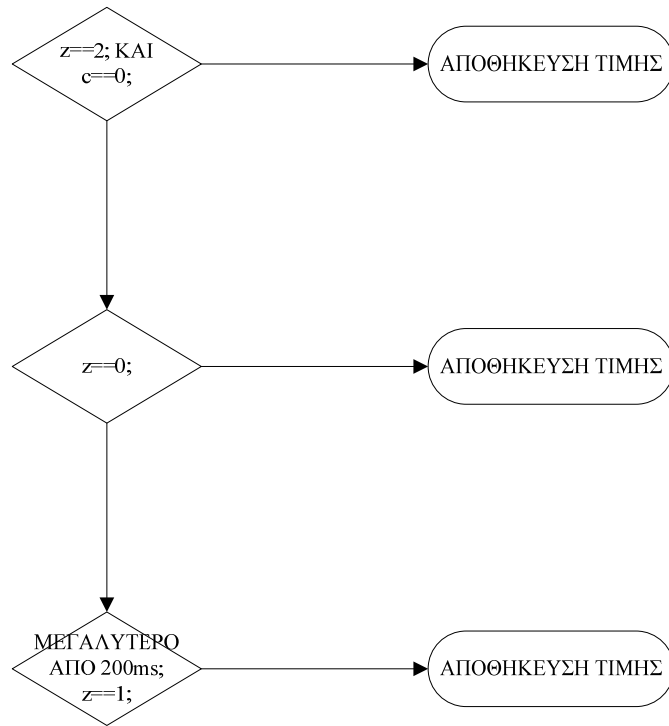 z==2; ΚΑΙ
c==0;
ΑΠΟΘΗΚΕΥΣΗ ΤΙΜΗΣ
z==0;
ΑΠΟΘΗΚΕΥΣΗ ΤΙΜΗΣ
ΜΕΓΑΛΥΤΕΡΟ
ΑΠΟ 200ms;
z==1;
ΑΠΟΘΗΚΕΥΣΗ ΤΙΜΗΣ